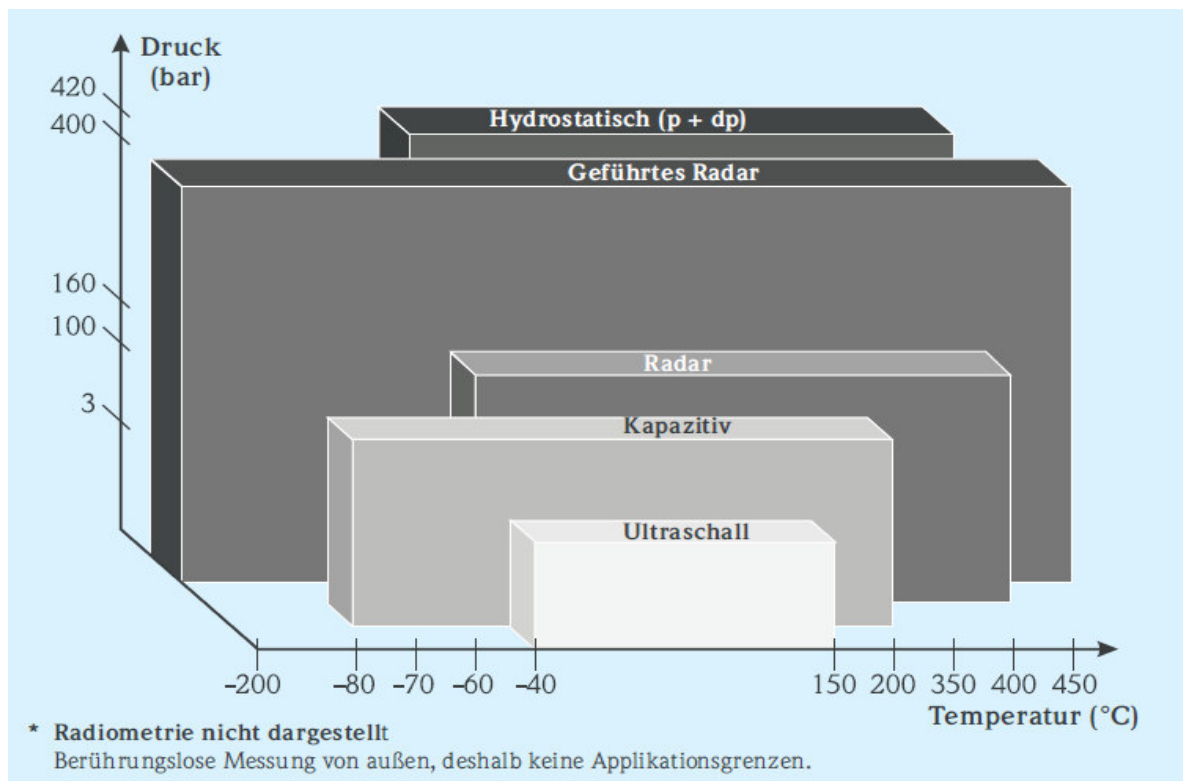 Druck
(bar)
420
400
160
100
3
Hydrostatisch (p + dp)
Geführtes Radar
Radar
Kapazitiv
Ultraschall
–200 –80 –70 –60 –40 150 200 350 400 450
Temperatur (°C)
* Radiometrie nicht dargestellt
Berührungslose Messung von außen, deshalb keine Applikationsgrenzen.